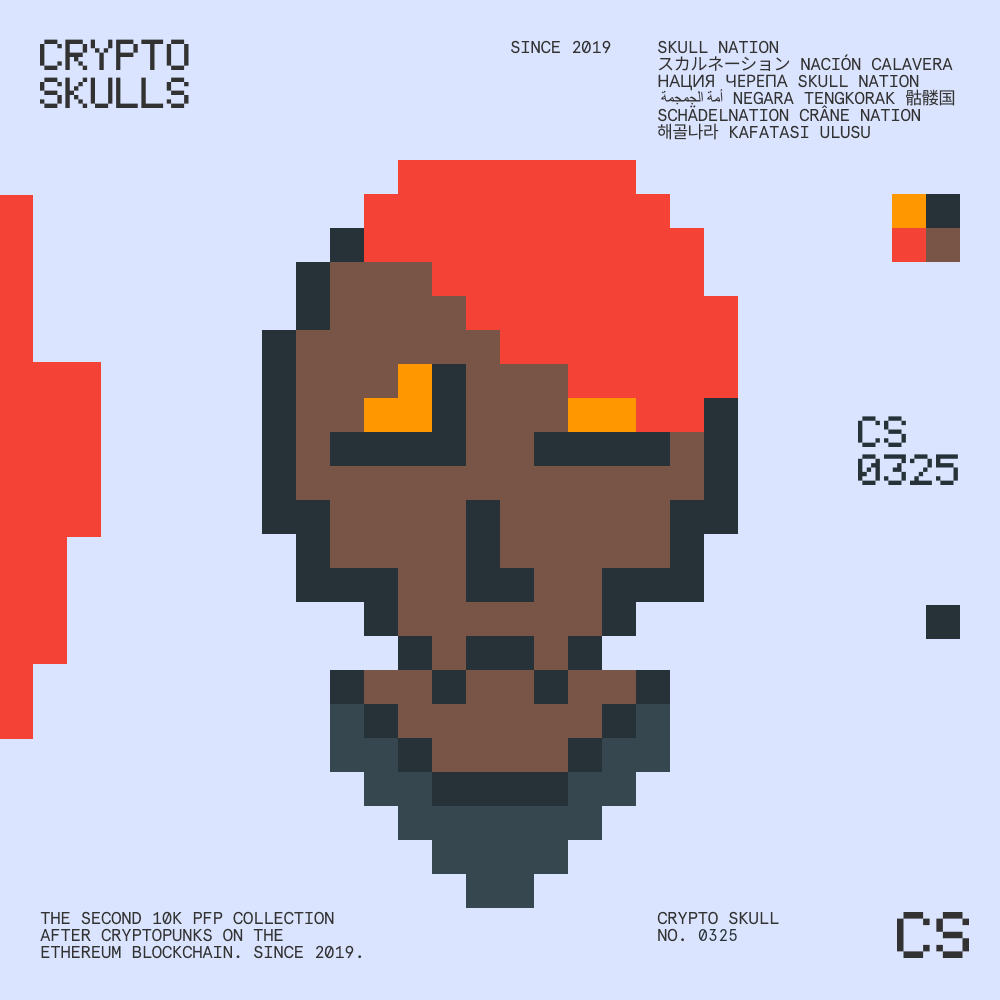 CRYPTO
SKULLS
SINCE 2019
SKULL NATION
スカルネーション NACIÓN CALAVERA
НАЦИЯ ЧЕРЕПА SKULL NATION
أمة الجمجمة NEGARA TENGKORAK 骷髅国
SCHÄDELNATION CRÂNE NATION
해골나라 KAFATASI ULUSU
CS
0325
THE SECOND 10K PFP COLLECTION
AFTER CRYPTOPUNKS ON THE
ETHEREUM BLOCKCHAIN. SINCE 2019.
CRYPTO SKULL
NO. 0325
CS